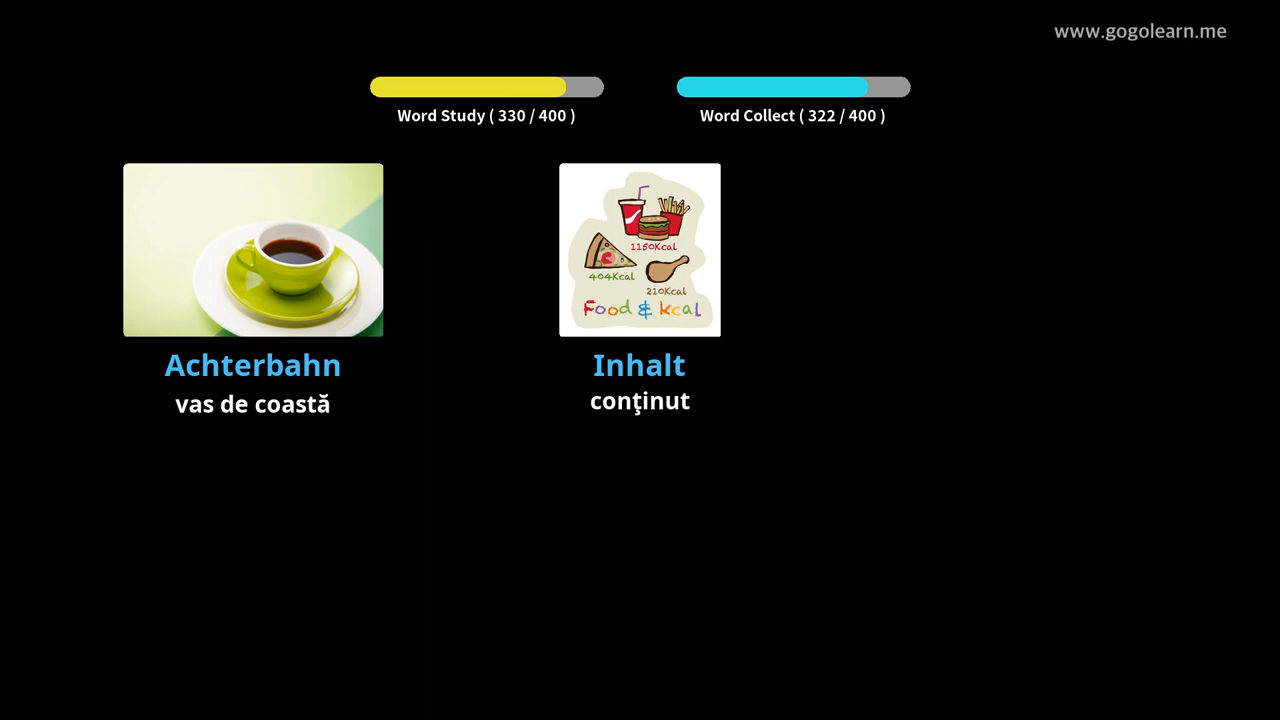 www.gogolearn.me
Word Study ( 330 / 400 )
Word Collect ( 322 / 400 )
1150Kcal
404Kcal
210Kcal
Food & kcal
Achterbahn
vas de coastă
Inhalt
conţinut